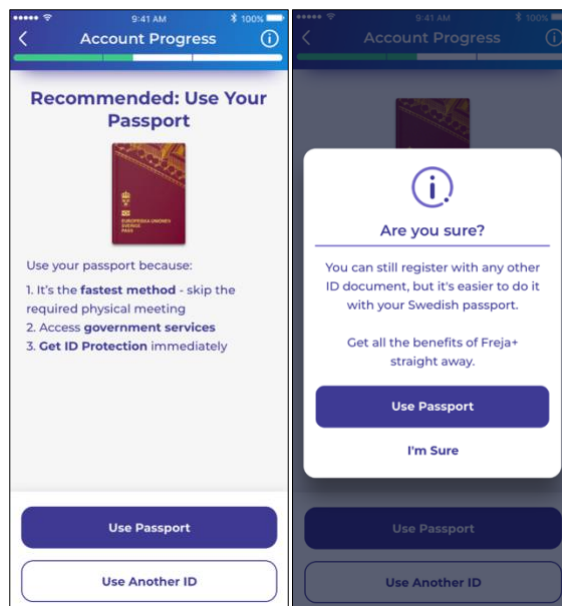 9:41 AM
100%
Account Progress
Recommended: Use Your
Passport
EUROPEISKA UNIONEN
SVERIGE
PASS
Use your passport because:
1. It's the fastest method - skip the
required physical meeting
2. Access government services
3. Get ID Protection immediately
Use Passport
Use Another ID
9:41 AM
100%
Account Progress
Are you sure?
You can still register with any other
ID document, but it's easier to do it
with your Swedish passport.
Get all the benefits of Freja+
straight away.
Use Passport
I'm Sure
Use Passport
Use Another ID